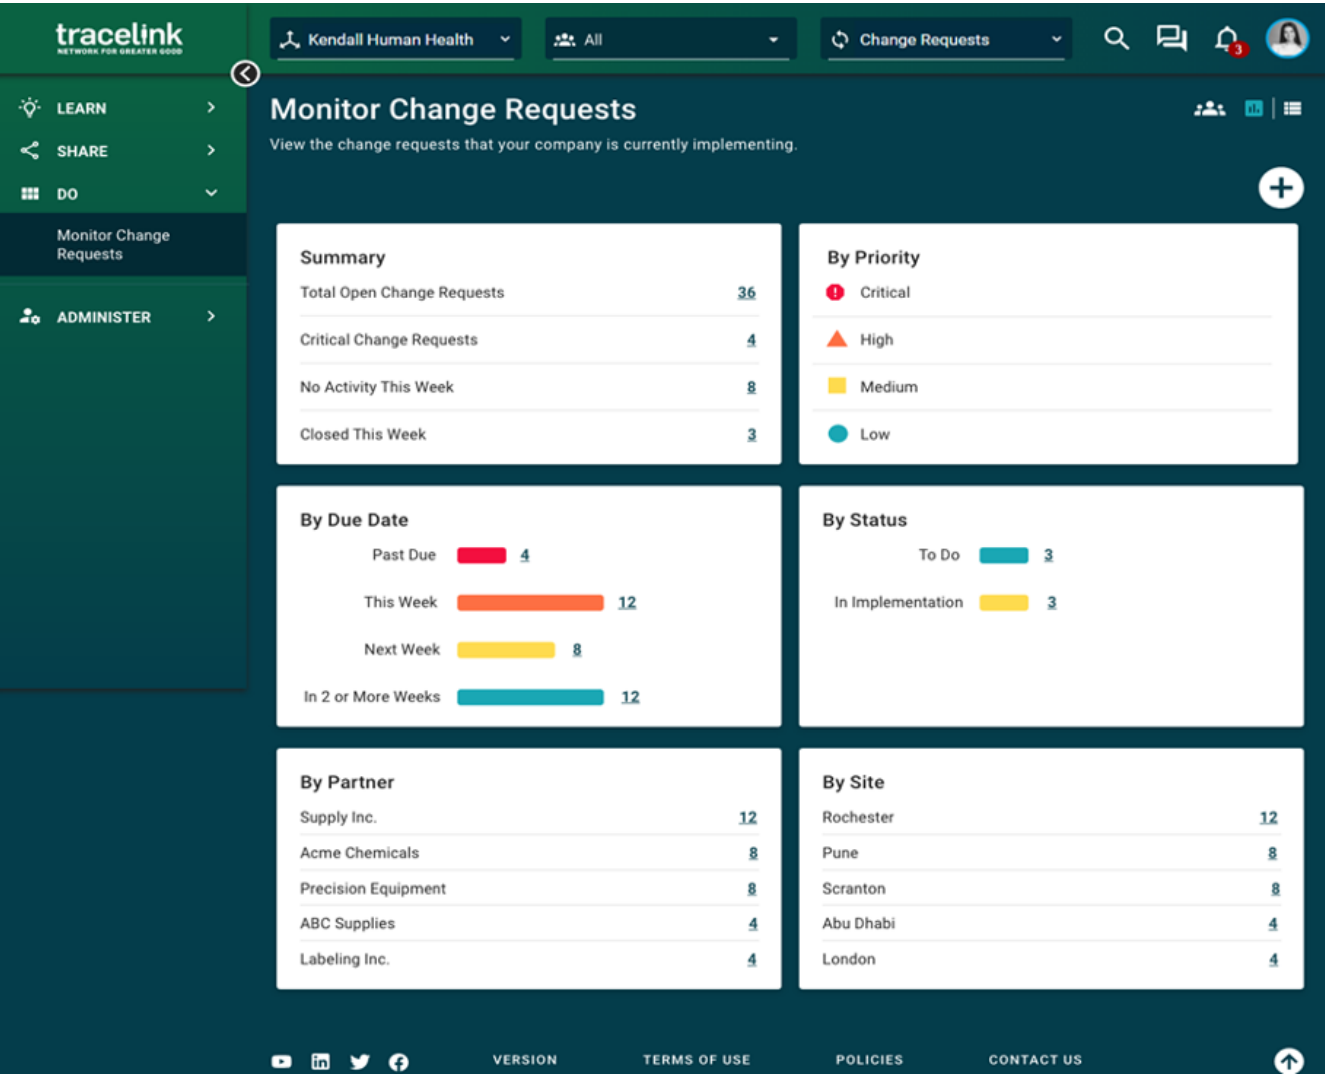 tracelink
NETWORK FOR GREATER GOOD
Kendall Human Health
All
Change Requests
3
LEARN
SHARE
DO
Monitor Change
Requests
ADMINISTER
Monitor Change Requests
View the change requests that your company is currently implementing.
Summary
Total Open Change Requests 36
Critical Change Requests 4
No Activity This Week 8
Closed This Week 3
By Priority
Critical
High
Medium
Low
By Due Date
Past Due 4
This Week 12
Next Week 8
In 2 or More Weeks 12
By Status
To Do 3
In Implementation 3
By Partner
Supply Inc. 12
Acme Chemicals 8
Precision Equipment 8
ABC Supplies 4
Labeling Inc. 4
By Site
Rochester 12
Pune 8
Scranton 8
Abu Dhabi 4
London 4
VERSION TERMS OF USE POLICIES CONTACT US